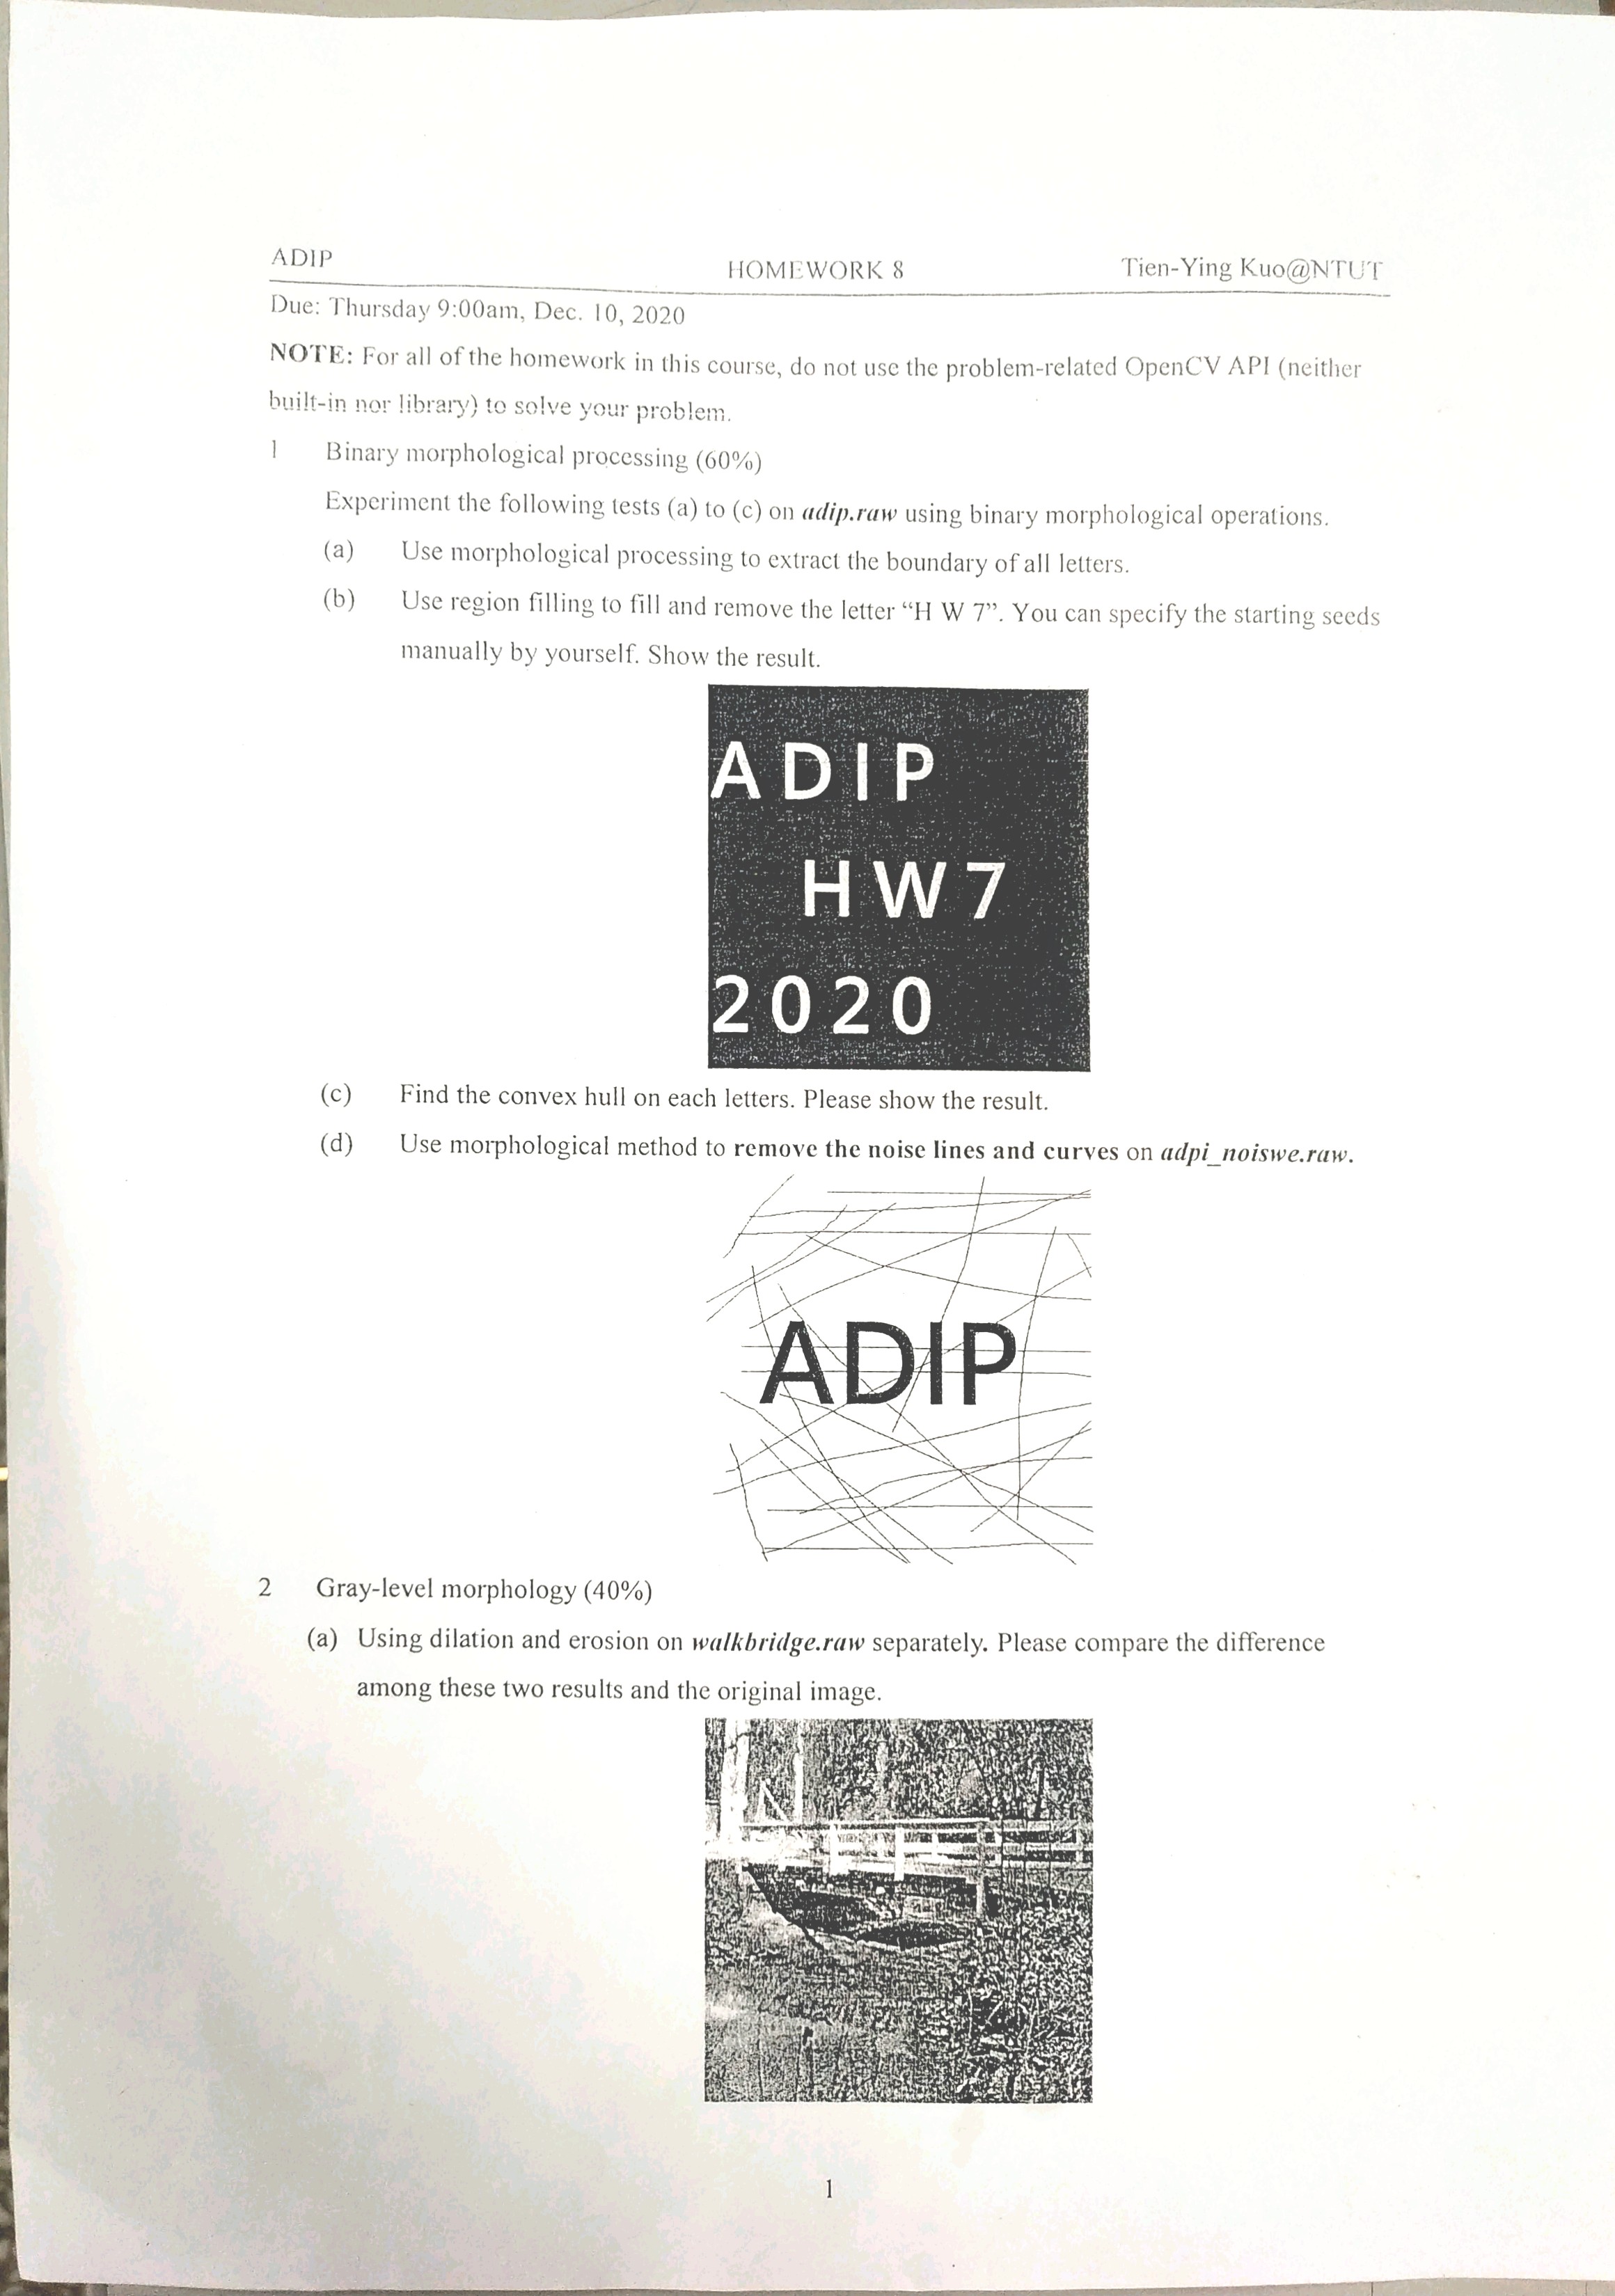 ADIP HOMEWORK 8 Tien-Ying Kuo@NTUT
Due: Thursday 9:00am, Dec. 10, 2020
NOTE: For all of the homework in this course, do not use the problem-related OpenCV API (neither
built-in nor library) to solve your problem.
1 Binary morphological processing (60%)
Experiment the following tests (a) to (c) on adip.raw using binary morphological operations.
(a) Use morphological processing to extract the boundary of all letters.
(b) Use region filling to fill and remove the letter “H W 7”. You can specify the starting seeds
manually by yourself. Show the result.
A D I P
H W 7
2 0 2 0
(c) Find the convex hull on each letters. Please show the result.
(d) Use morphological method to remove the noise lines and curves on adpi_noiswe.raw.
ADIP
2 Gray-level morphology (40%)
(a) Using dilation and erosion on walkbridge.raw separately. Please compare the difference
among these two results and the original image.
1